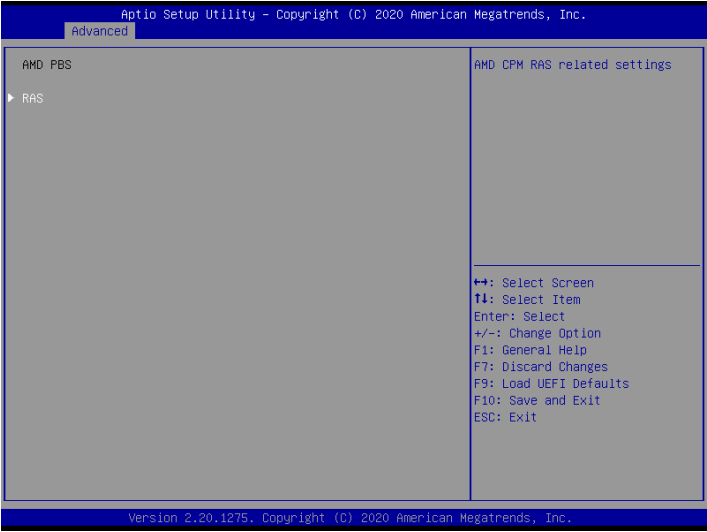 Aptio Setup Utility – Copyright (C) 2020 American Megatrends, Inc.
Advanced
AMD PBS
RAS
AMD CPM RAS related settings
↔: Select Screen
↑↓: Select Item
Enter: Select
+/-: Change Option
F1: General Help
F7: Discard Changes
F9: Load UEFI Defaults
F10: Save and Exit
ESC: Exit
Version 2.20.1275. Copyright (C) 2020 American Megatrends, Inc.